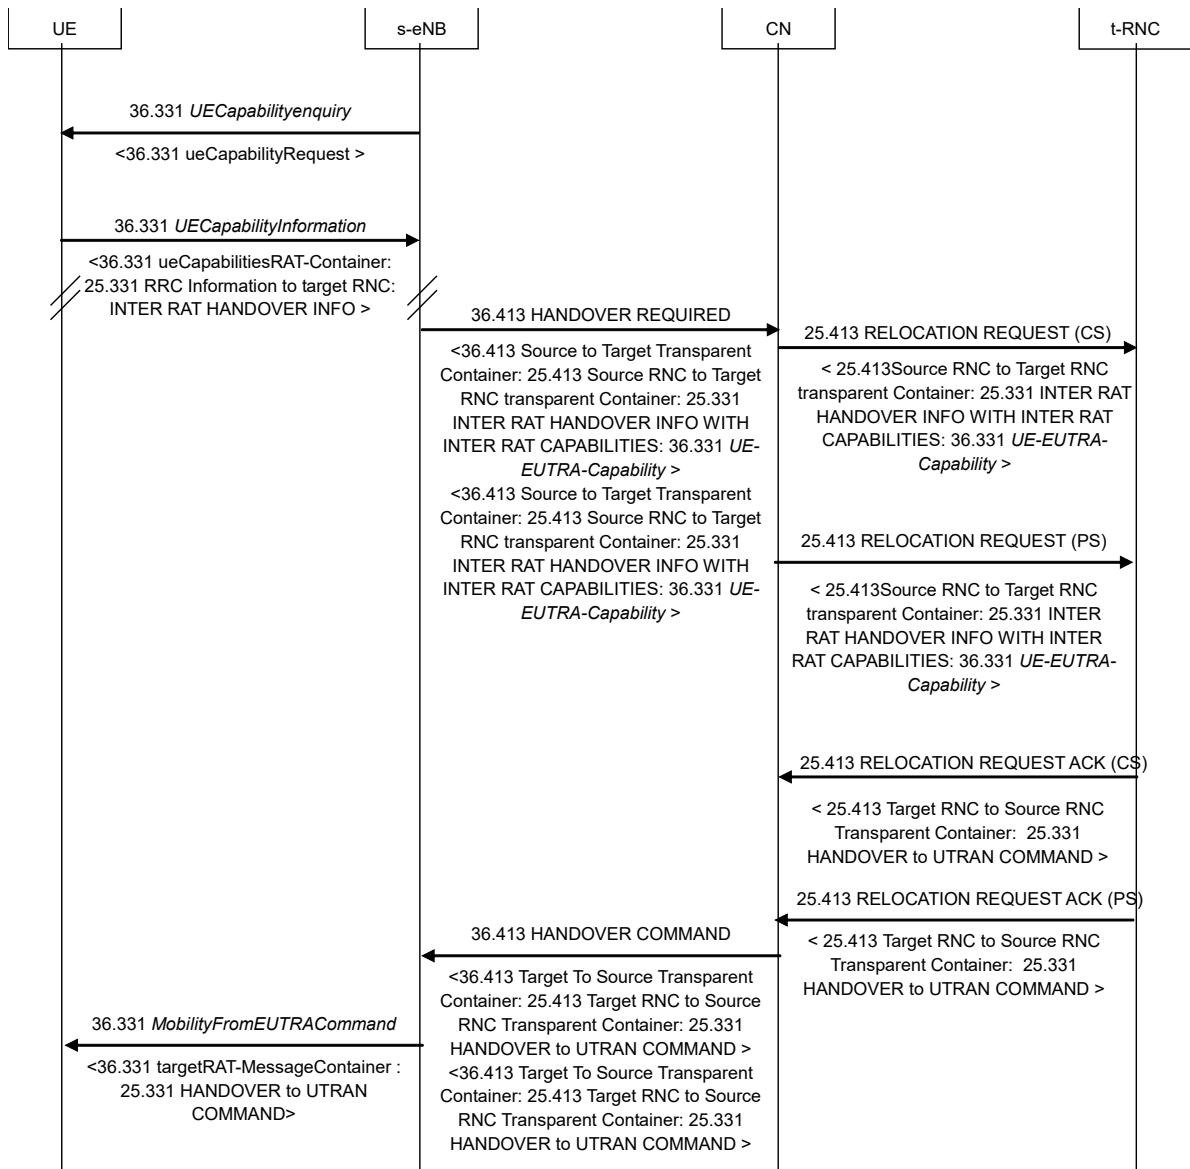 UE
s-eNB
CN
t-RNC
36.331 UECapabilityenquiry
<36.331 ueCapabilityRequest >
36.331 UECapabilityInformation
<36.331 ueCapabilitiesRAT-Container:
25.331 RRC Information to target RNC:
INTER RAT HANDOVER INFO >
36.413 HANDOVER REQUIRED
<36.413 Source to Target Transparent
Container: 25.413 Source RNC to Target
RNC transparent Container: 25.331
INTER RAT HANDOVER INFO WITH
INTER RAT CAPABILITIES: 36.331 UE-
EUTRA-Capability >
<36.413 Source to Target Transparent
Container: 25.413 Source RNC to Target
RNC transparent Container: 25.331
INTER RAT HANDOVER INFO WITH
INTER RAT CAPABILITIES: 36.331 UE-
EUTRA-Capability >
25.413 RELOCATION REQUEST (CS)
< 25.413Source RNC to Target RNC
transparent Container: 25.331 INTER RAT
HANDOVER INFO WITH INTER RAT
CAPABILITIES: 36.331 UE-EUTRA-
Capability >
25.413 RELOCATION REQUEST (PS)
< 25.413Source RNC to Target RNC
transparent Container: 25.331 INTER
RAT HANDOVER INFO WITH INTER
RAT CAPABILITIES: 36.331 UE-EUTRA-
Capability >
25.413 RELOCATION REQUEST ACK (CS)
< 25.413 Target RNC to Source RNC
Transparent Container: 25.331
HANDOVER to UTRAN COMMAND >
25.413 RELOCATION REQUEST ACK (PS)
< 25.413 Target RNC to Source RNC
Transparent Container: 25.331
HANDOVER to UTRAN COMMAND >
36.413 HANDOVER COMMAND
<36.413 Target To Source Transparent
Container: 25.413 Target RNC to Source
RNC Transparent Container: 25.331
HANDOVER to UTRAN COMMAND >
<36.413 Target To Source Transparent
Container: 25.413 Target RNC to Source
RNC Transparent Container: 25.331
HANDOVER to UTRAN COMMAND >
36.331 MobilityFromEUTRACommand
<36.331 targetRAT-MessageContainer :
25.331 HANDOVER to UTRAN
COMMAND>